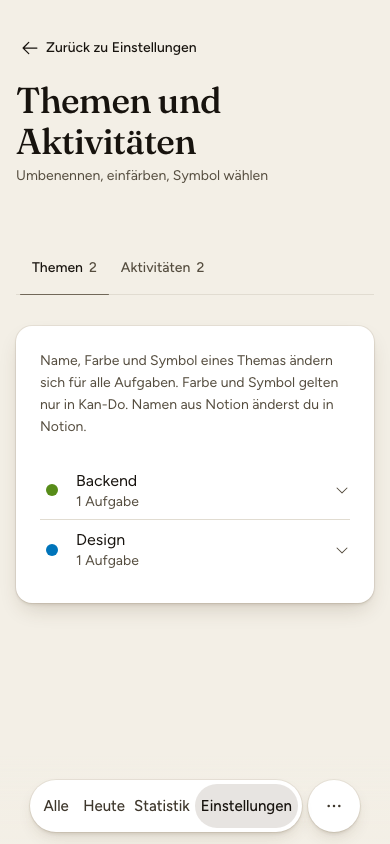 Zurück zu Einstellungen
Themen und
Aktivitäten
Umbenennen, einfärben, Symbol wählen
Themen 2 Aktivitäten 2
Name, Farbe und Symbol eines Themas ändern
sich für alle Aufgaben. Farbe und Symbol gelten
nur in Kan-Do. Namen aus Notion änderst du in
Notion.
Backend
1 Aufgabe
Design
1 Aufgabe
Alle Heute Statistik Einstellungen